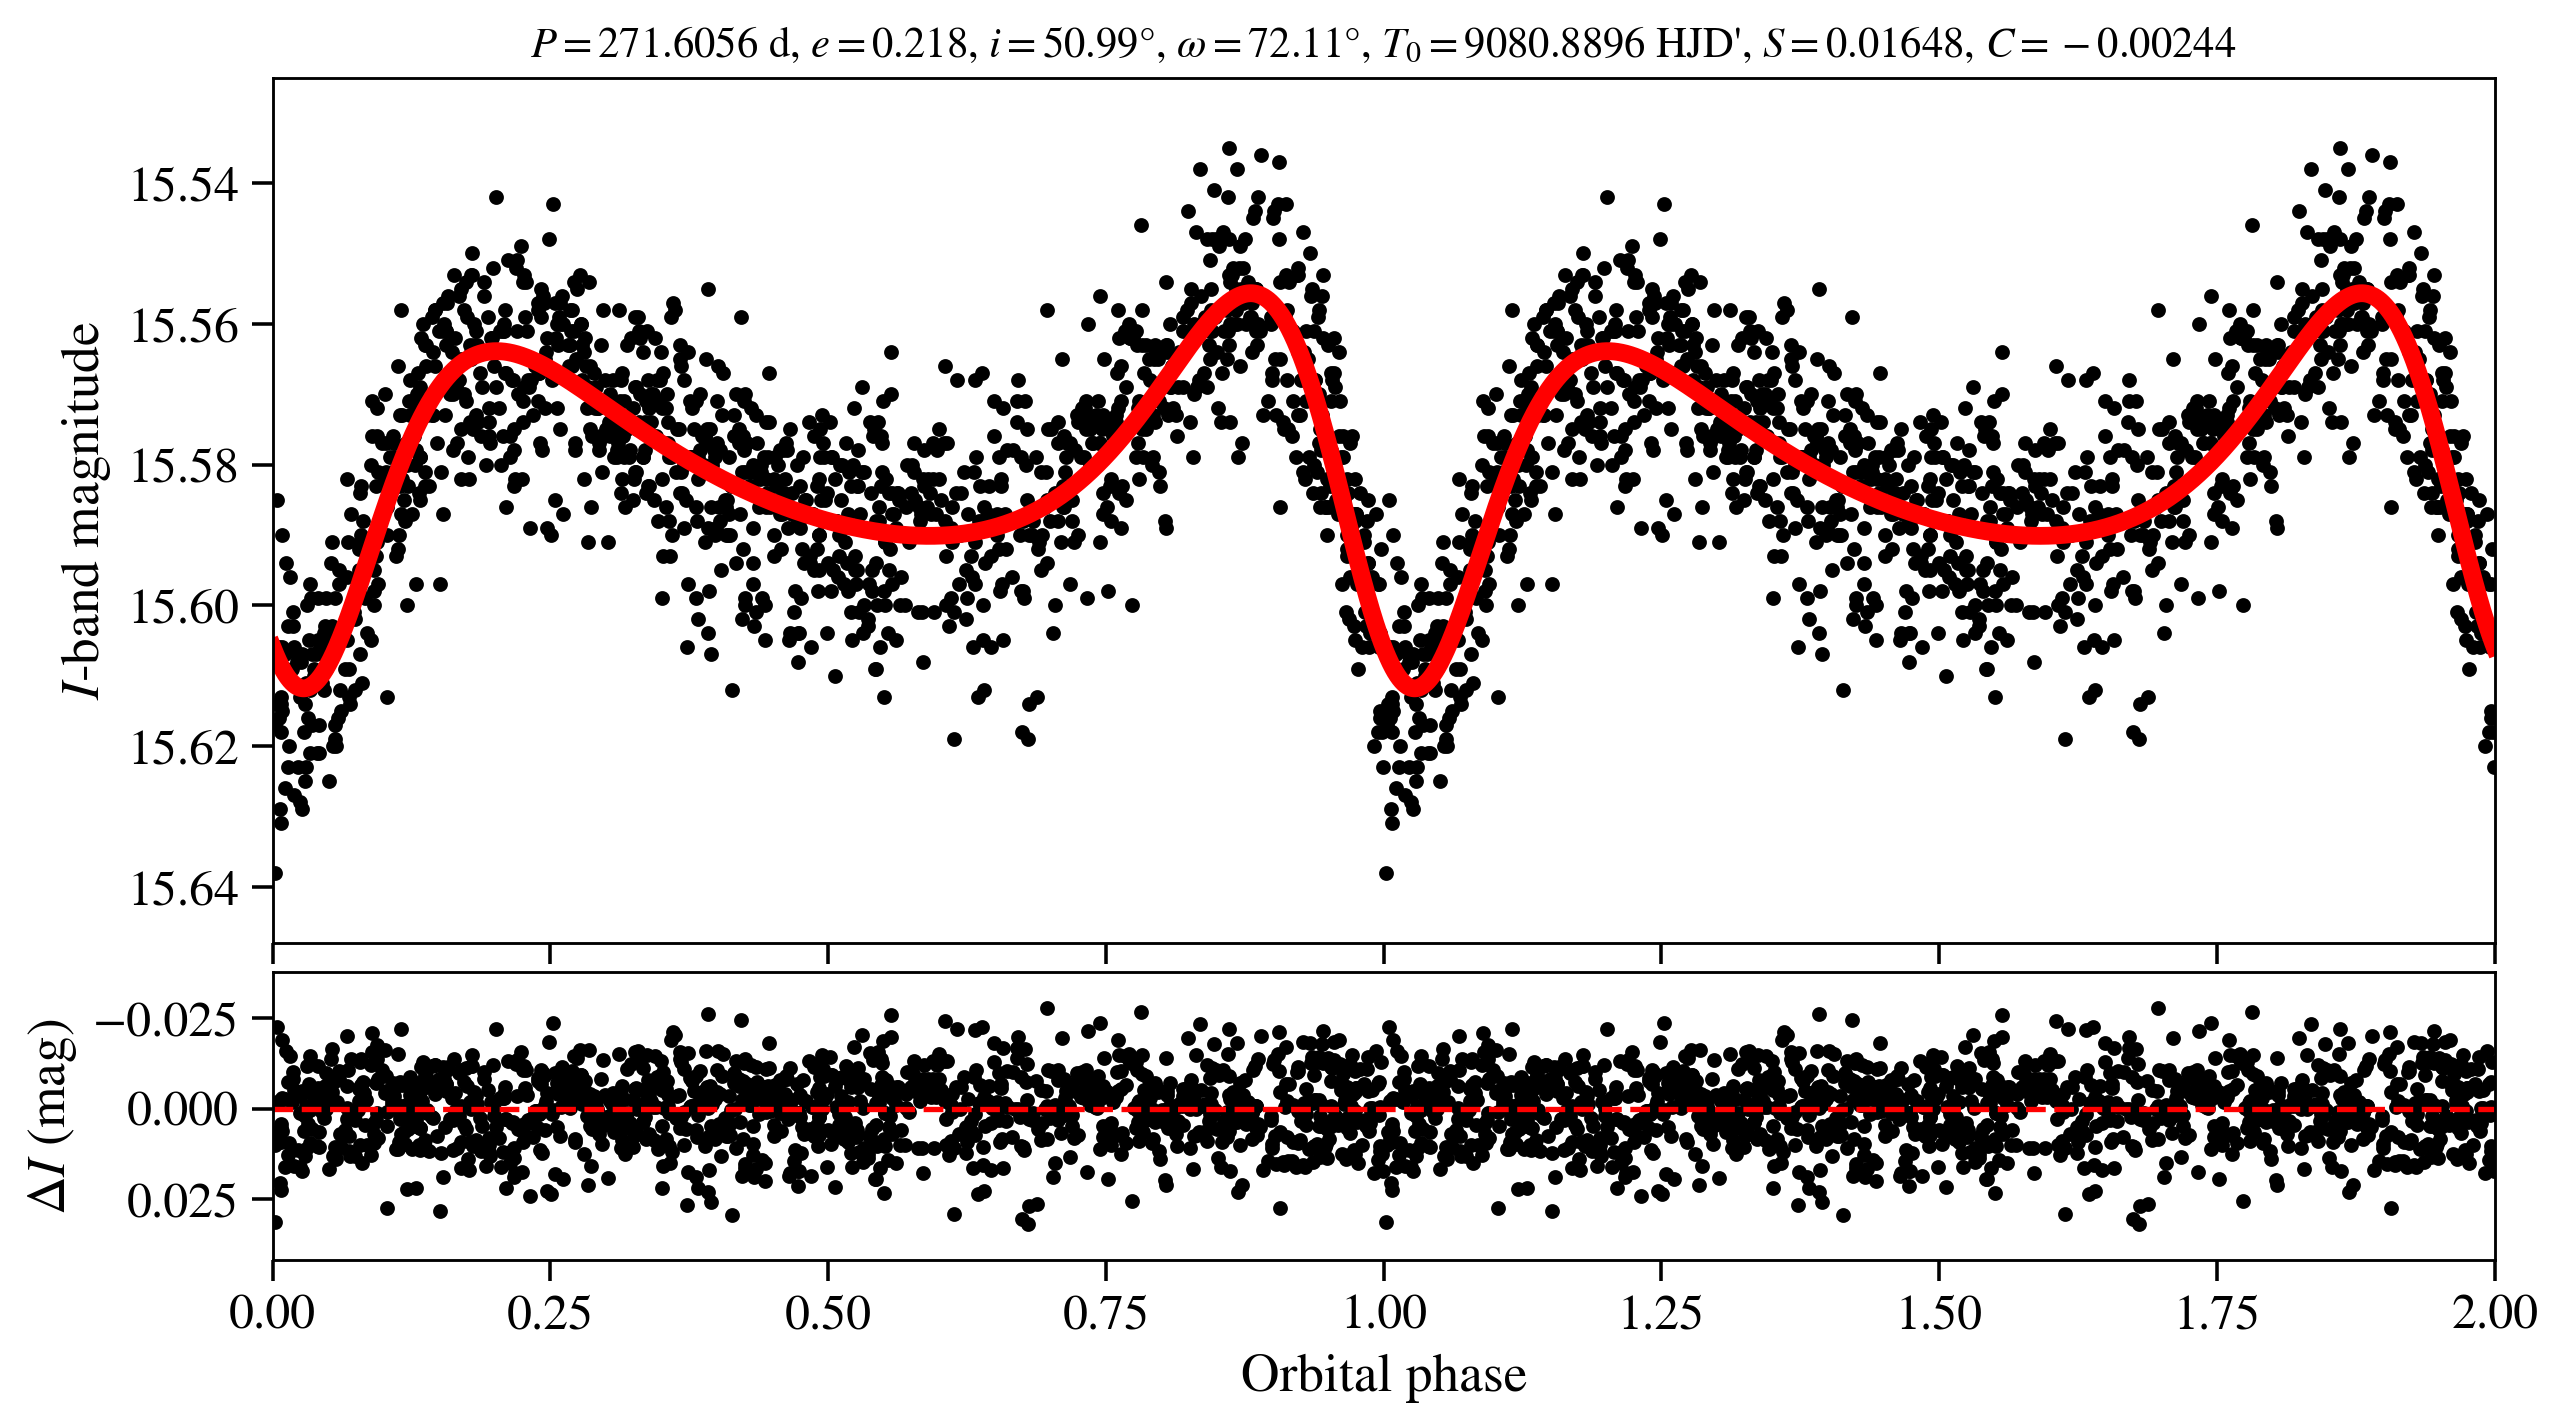 P = 271.6056 d, e = 0.218, i = 50.99°, ω = 72.11°, T₀ = 9080.8896 HJD', S = 0.01648, C = −0.00244
I-band magnitude
15.54
15.56
15.58
15.60
15.62
15.64
ΔI (mag)
−0.025
0.000
0.025
0.00 0.25 0.50 0.75 1.00 1.25 1.50 1.75 2.00
Orbital phase